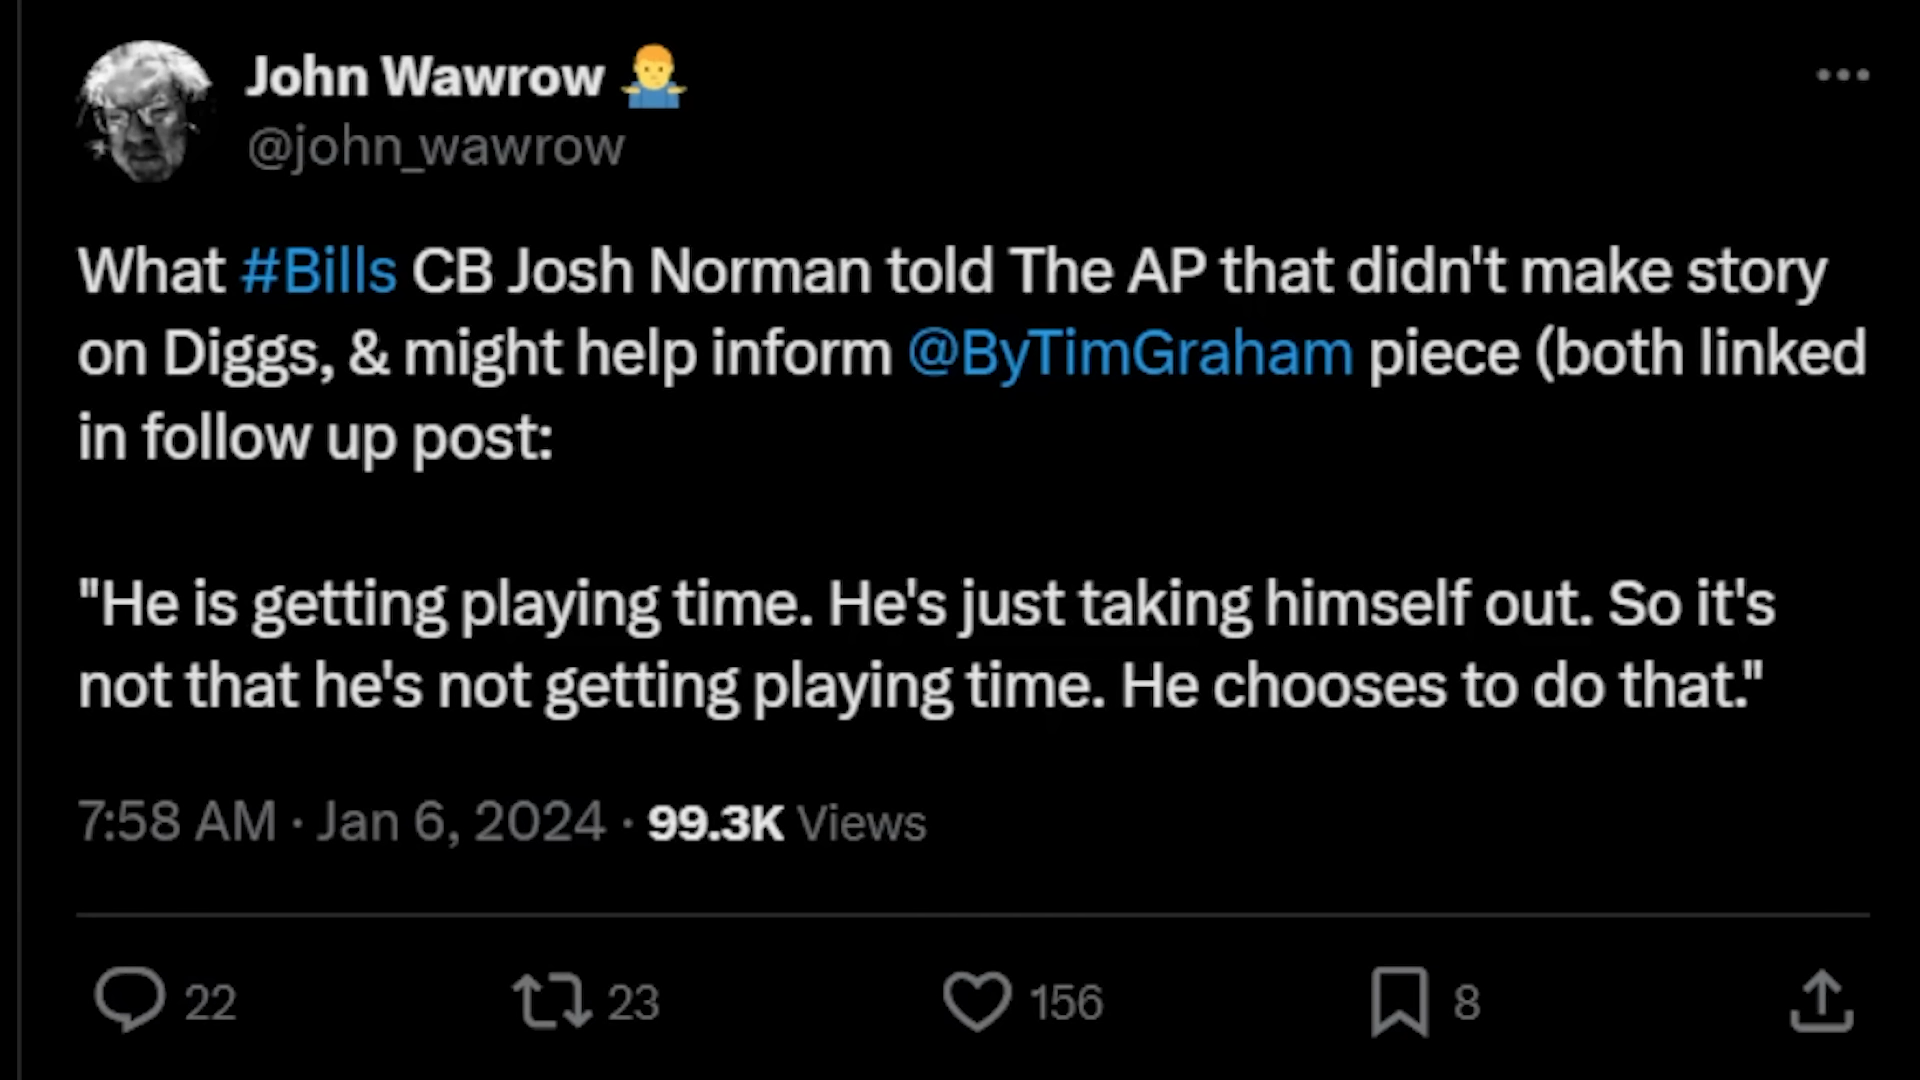 John Wawrow 🤷‍♂️
@john_wawrow
What #Bills CB Josh Norman told The AP that didn't make story
on Diggs, & might help inform @ByTimGraham piece (both linked
in follow up post:
"He is getting playing time. He's just taking himself out. So it's
not that he's not getting playing time. He chooses to do that."
7:58 AM · Jan 6, 2024 · 99.3K Views
22 23 156 8